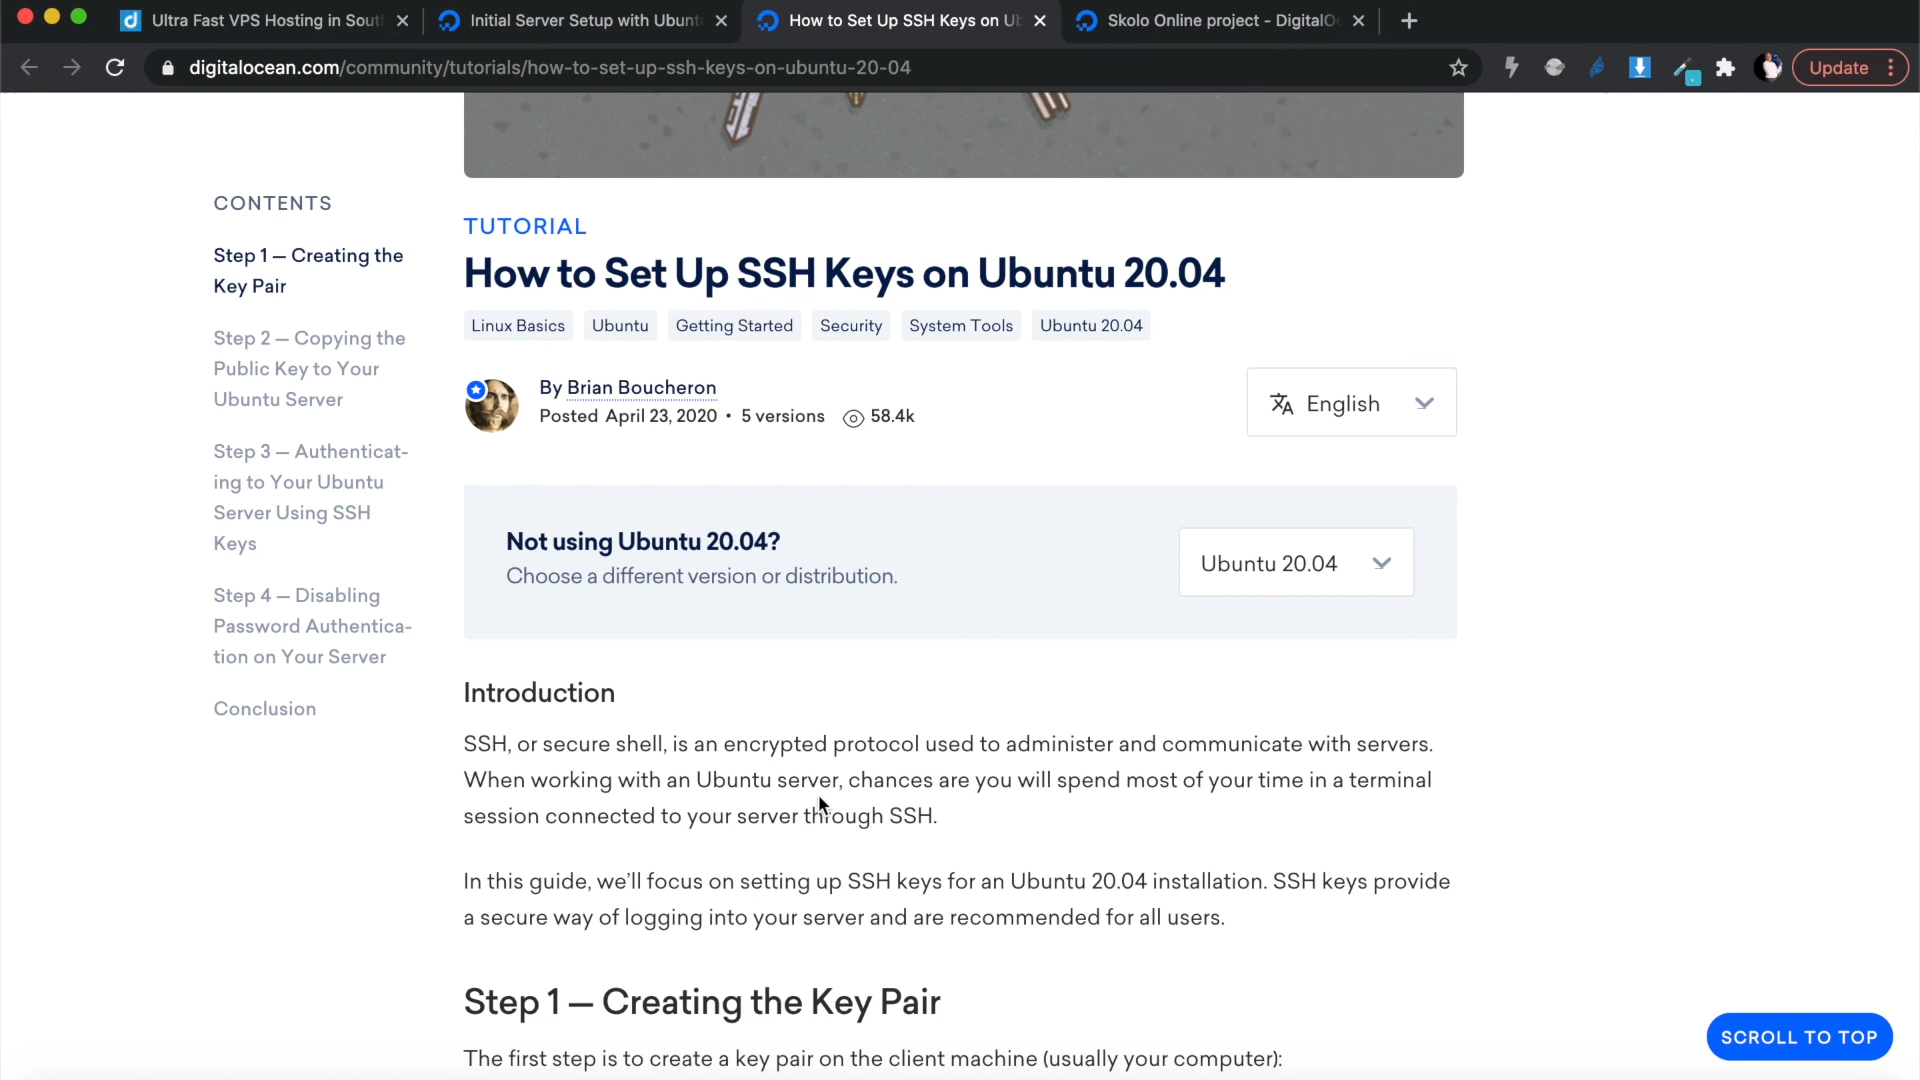 Ultra Fast VPS Hosting in Sout
Initial Server Setup with Ubunt
How to Set Up SSH Keys on Ub
Skolo Online project - DigitalOc
digitalocean.com/community/tutorials/how-to-set-up-ssh-keys-on-ubuntu-20-04
Update
CONTENTS
Step 1 — Creating the
Key Pair
Step 2 — Copying the
Public Key to Your
Ubuntu Server
Step 3 — Authenticat-
ing to Your Ubuntu
Server Using SSH
Keys
Step 4 — Disabling
Password Authentica-
tion on Your Server
Conclusion
TUTORIAL
How to Set Up SSH Keys on Ubuntu 20.04
Linux Basics Ubuntu Getting Started Security System Tools Ubuntu 20.04
By Brian Boucheron
Posted April 23, 2020 • 5 versions 58.4k
English
Not using Ubuntu 20.04?
Choose a different version or distribution.
Ubuntu 20.04
Introduction
SSH, or secure shell, is an encrypted protocol used to administer and communicate with servers.
When working with an Ubuntu server, chances are you will spend most of your time in a terminal
session connected to your server through SSH.
In this guide, we'll focus on setting up SSH keys for an Ubuntu 20.04 installation. SSH keys provide
a secure way of logging into your server and are recommended for all users.
Step 1 — Creating the Key Pair
The first step is to create a key pair on the client machine (usually your computer):
SCROLL TO TOP